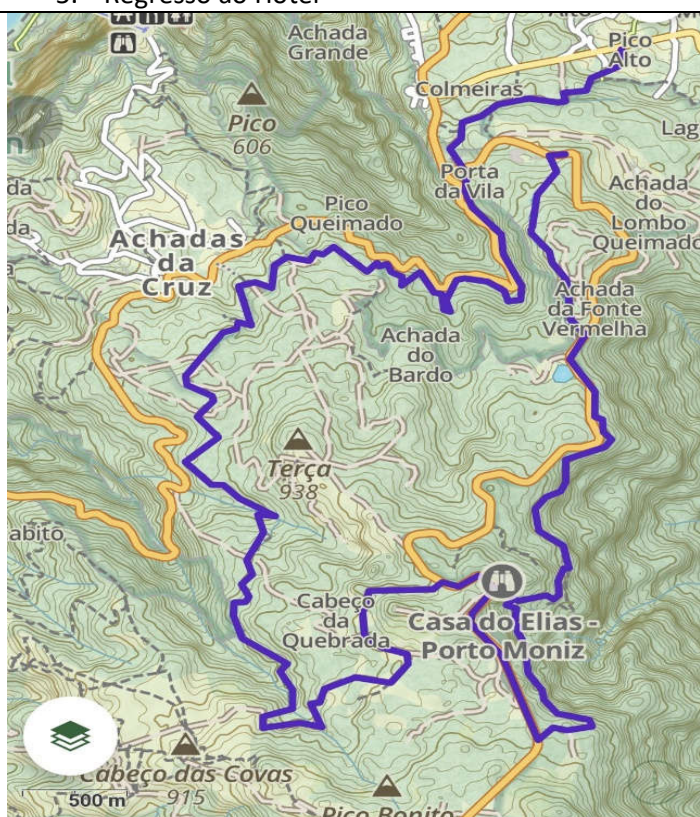 Regresso ao Hotel
Achada
Grande
Pico
Alto
Colmeiras
Pico
606
Lag
Porta
da Vila
Achada
do
Lombo
Queimado
Pico
Queimado
Achadas
da
Cruz
da
da
Achada
da Fonte
Vermelha
Achada
do
Bardo
Terça
938
abito
Cabeço
da
Quebrada
Casa do Elias -
Porto Moniz
Cabeço das Covas
915
500 m
Pico Bonito